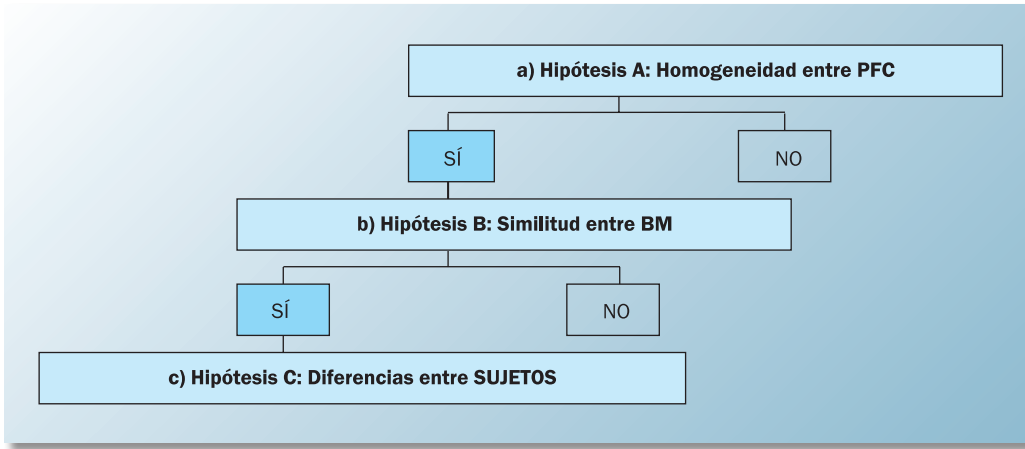 a) Hipótesis A: Homogeneidad entre PFC
SÍ
NO
b) Hipótesis B: Similitud entre BM
SÍ
NO
c) Hipótesis C: Diferencias entre SUJETOS